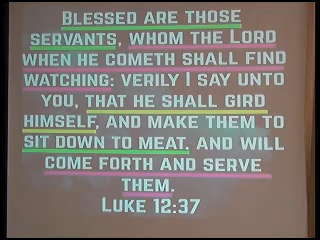 Blessed are those
servants, whom the Lord
when he cometh shall find
watching: verily I say unto
you, that he shall gird
himself, and make them to
sit down to meat, and will
come forth and serve
them.
Luke 12:37